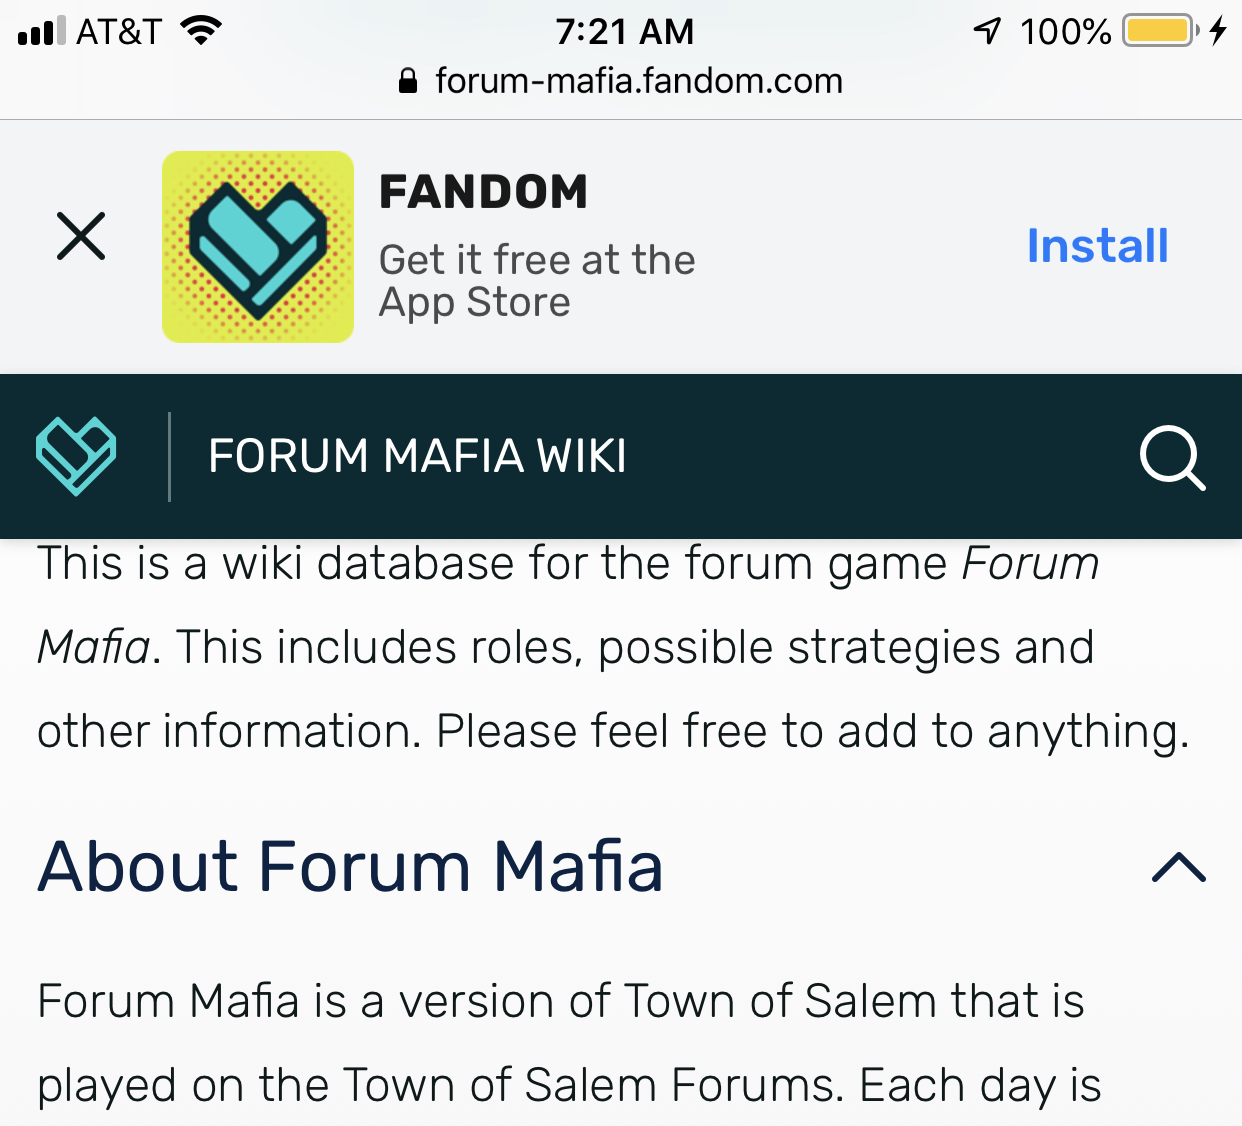 AT&T 7:21 AM 100%
forum-mafia.fandom.com
FANDOM
Get it free at the
App Store
Install
FORUM MAFIA WIKI
This is a wiki database for the forum game Forum
Mafia. This includes roles, possible strategies and
other information. Please feel free to add to anything.
About Forum Mafia
Forum Mafia is a version of Town of Salem that is
played on the Town of Salem Forums. Each day is